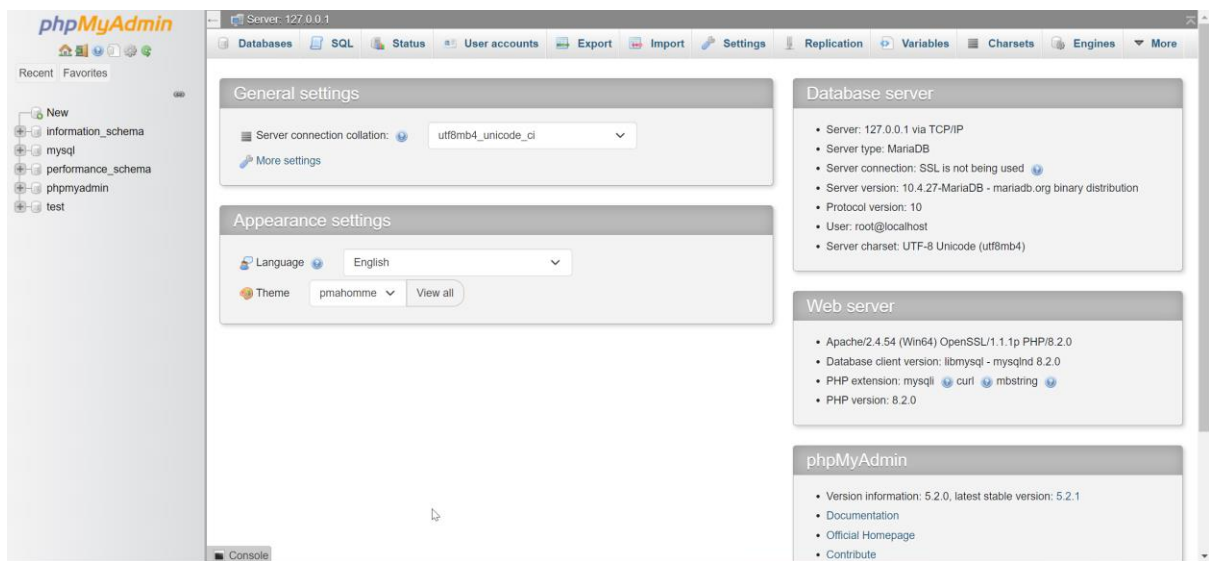 phpMyAdmin
Recent Favorites
New
information_schema
mysql
performance_schema
phpmyadmin
test
Server: 127.0.0.1
Databases SQL Status User accounts Export Import Settings Replication Variables Charsets Engines More
General settings
Server connection collation: utf8mb4_unicode_ci
More settings
Appearance settings
Language English
Theme pmahomme View all
Database server
• Server: 127.0.0.1 via TCP/IP
• Server type: MariaDB
• Server connection: SSL is not being used
• Server version: 10.4.27-MariaDB - mariadb.org binary distribution
• Protocol version: 10
• User: root@localhost
• Server charset: UTF-8 Unicode (utf8mb4)
Web server
• Apache/2.4.54 (Win64) OpenSSL/1.1.1p PHP/8.2.0
• Database client version: libmysql - mysqlnd 8.2.0
• PHP extension: mysqli curl mbstring
• PHP version: 8.2.0
phpMyAdmin
• Version information: 5.2.0, latest stable version: 5.2.1
• Documentation
• Official Homepage
• Contribute
Console